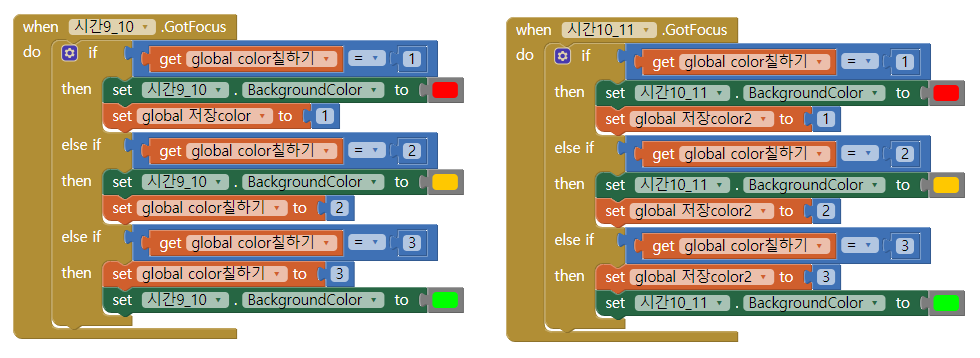 when 시간9_10 .GotFocus
do if get global color칠하기 = 1
then set 시간9_10 . BackgroundColor to
set global 저장color to 1
else if get global color칠하기 = 2
then set 시간9_10 . BackgroundColor to
set global color칠하기 to 2
else if get global color칠하기 = 3
then set global color칠하기 to 3
set 시간9_10 . BackgroundColor to
when 시간10_11 .GotFocus
do if get global color칠하기 = 1
then set 시간10_11 . BackgroundColor to
set global 저장color2 to 1
else if get global color칠하기 = 2
then set 시간10_11 . BackgroundColor to
set global 저장color2 to 2
else if get global color칠하기 = 3
then set global 저장color2 to 3
set 시간10_11 . BackgroundColor to